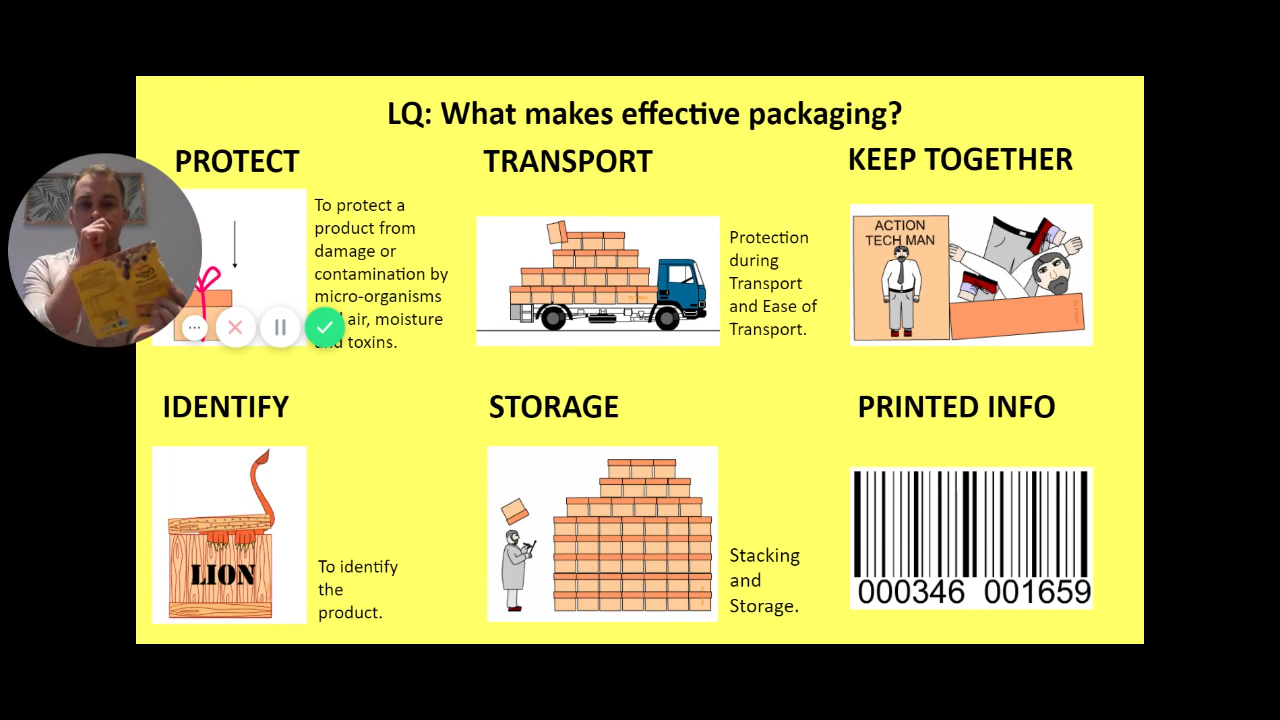 LQ: What makes effective packaging?
PROTECT
To protect a
product from
damage or
contamination by
micro-organisms
air, moisture
toxins.
TRANSPORT
Protection
during
Transport
and Ease of
Transport.
KEEP TOGETHER
ACTION
TECH MAN
IDENTIFY
LION
To identify
the
product.
STORAGE
Stacking
and
Storage.
PRINTED INFO
000346 001659